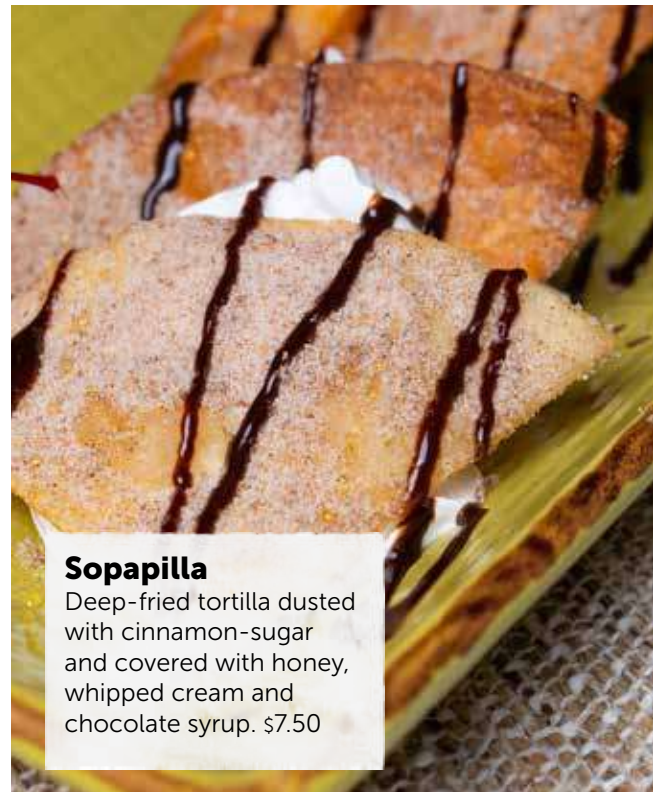 Sopapilla
Deep-fried tortilla dusted
with cinnamon-sugar
and covered with honey,
whipped cream and
chocolate syrup. $7.50